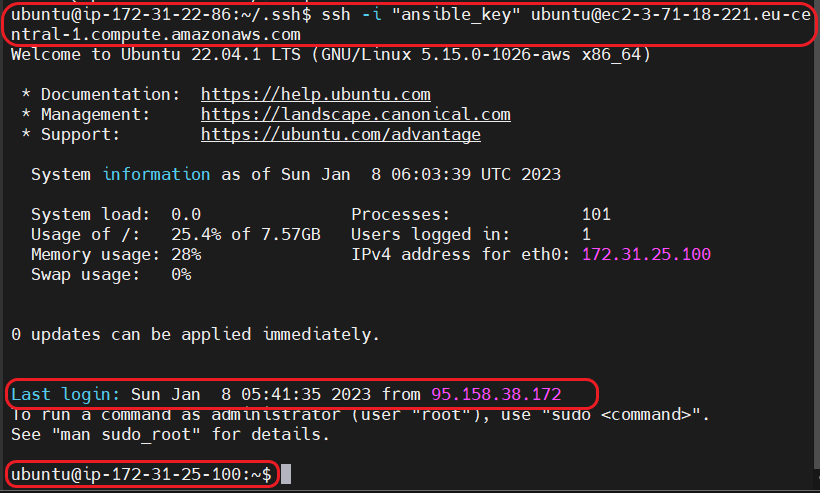 ubuntu@ip-172-31-22-86:~/.ssh$ ssh -i "ansible_key" ubuntu@ec2-3-71-18-221.eu-ce
ntral-1.compute.amazonaws.com
Welcome to Ubuntu 22.04.1 LTS (GNU/Linux 5.15.0-1026-aws x86_64)
* Documentation:  https://help.ubuntu.com
* Management:     https://landscape.canonical.com
* Support:        https://ubuntu.com/advantage
System information as of Sun Jan  8 06:03:39 UTC 2023
System load:  0.0               Processes:             101
Usage of /:   25.4% of 7.57GB   Users logged in:       1
Memory usage: 28%               IPv4 address for eth0: 172.31.25.100
Swap usage:   0%
0 updates can be applied immediately.
Last login: Sun Jan  8 05:41:35 2023 from 95.158.38.172
To run a command as administrator (user "root"), use "sudo <command>".
See "man sudo_root" for details.
ubuntu@ip-172-31-25-100:~$